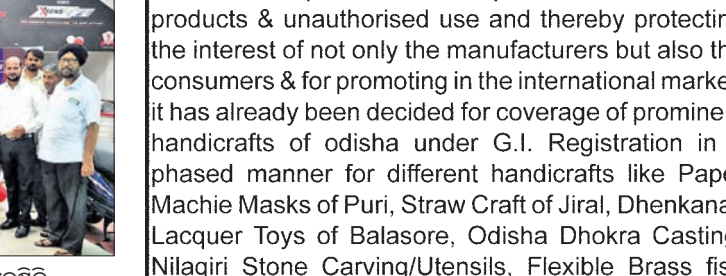 products & unauthorised use and thereby protectin
the interest of not only the manufacturers but also th
consumers & for promoting in the international marke
it has already been decided for coverage of promine
handicrafts of odisha under G.I. Registration in
phased manner for different handicrafts like Pape
Machie Masks of Puri, Straw Craft of Jiral, Dhenkana
Lacquer Toys of Balasore, Odisha Dhokra Casting
Nilagiri Stone Carving/Utensils, Flexible Brass fis